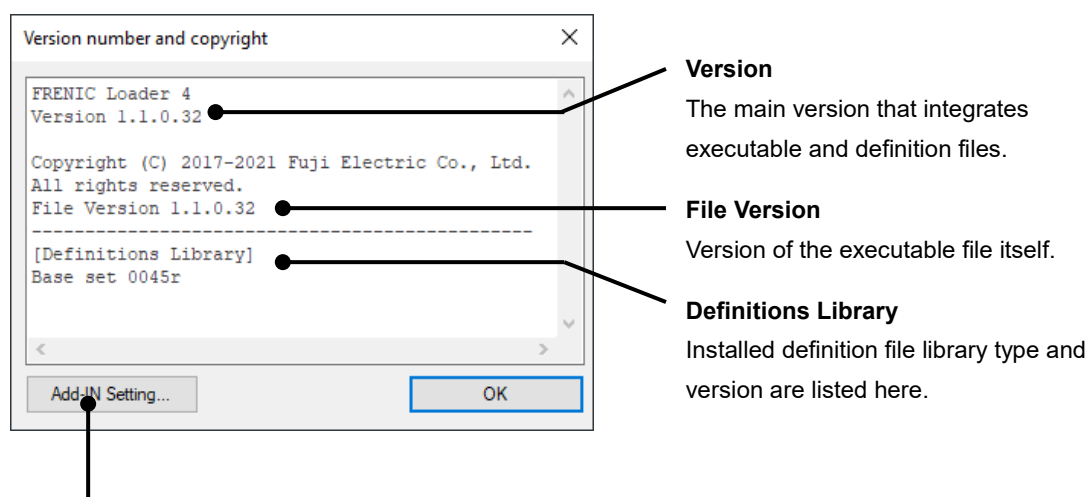 Version number and copyright
FRENIC Loader 4
Version 1.1.0.32
Copyright (C) 2017-2021 Fuji Electric Co., Ltd.
All rights reserved.
File Version 1.1.0.32
-----------------------------------------------
[Definitions Library]
Base set 0045r
Add-IN Setting...
OK
Version
The main version that integrates
executable and definition files.
File Version
Version of the executable file itself.
Definitions Library
Installed definition file library type and
version are listed here.